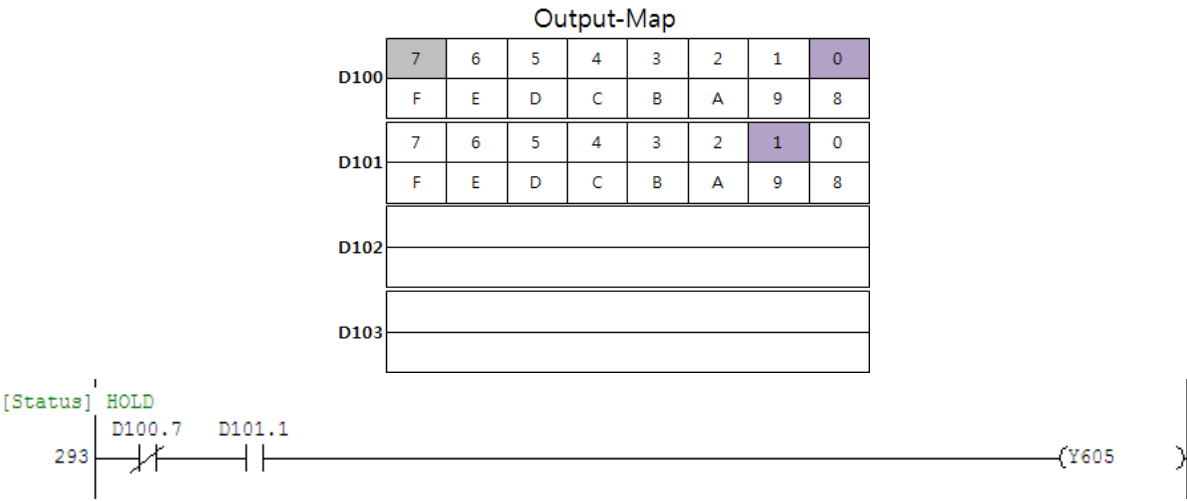 Output-Map
D100
7 6 5 4 3 2 1 0
F E D C B A 9 8
D101
7 6 5 4 3 2 1 0
F E D C B A 9 8
D102
D103
[Status] HOLD
D100.7 D101.1
293 Y605